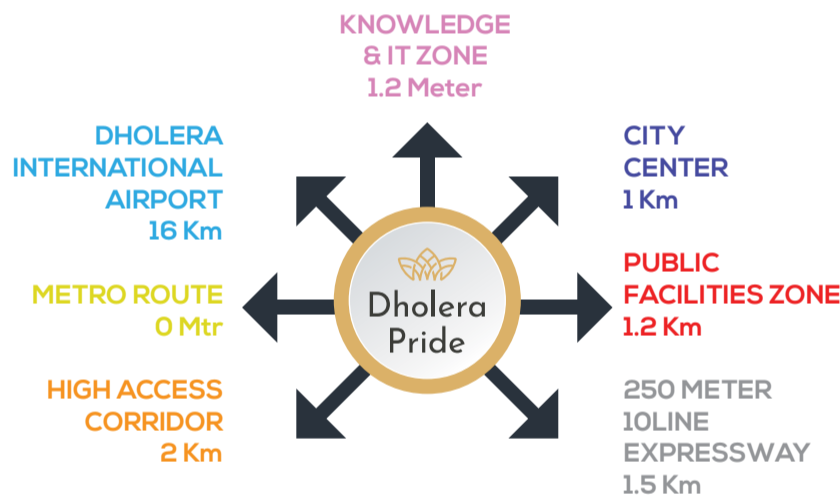 KNOWLEDGE
& IT ZONE
1.2 Meter
DHOLERA
INTERNATIONAL
AIRPORT
16 Km
CITY
CENTER
1 Km
METRO ROUTE
0 Mtr
Dholera
Pride
PUBLIC
FACILITIES ZONE
1.2 Km
HIGH ACCESS
CORRIDOR
2 Km
250 METER
10LINE
EXPRESSWAY
1.5 Km